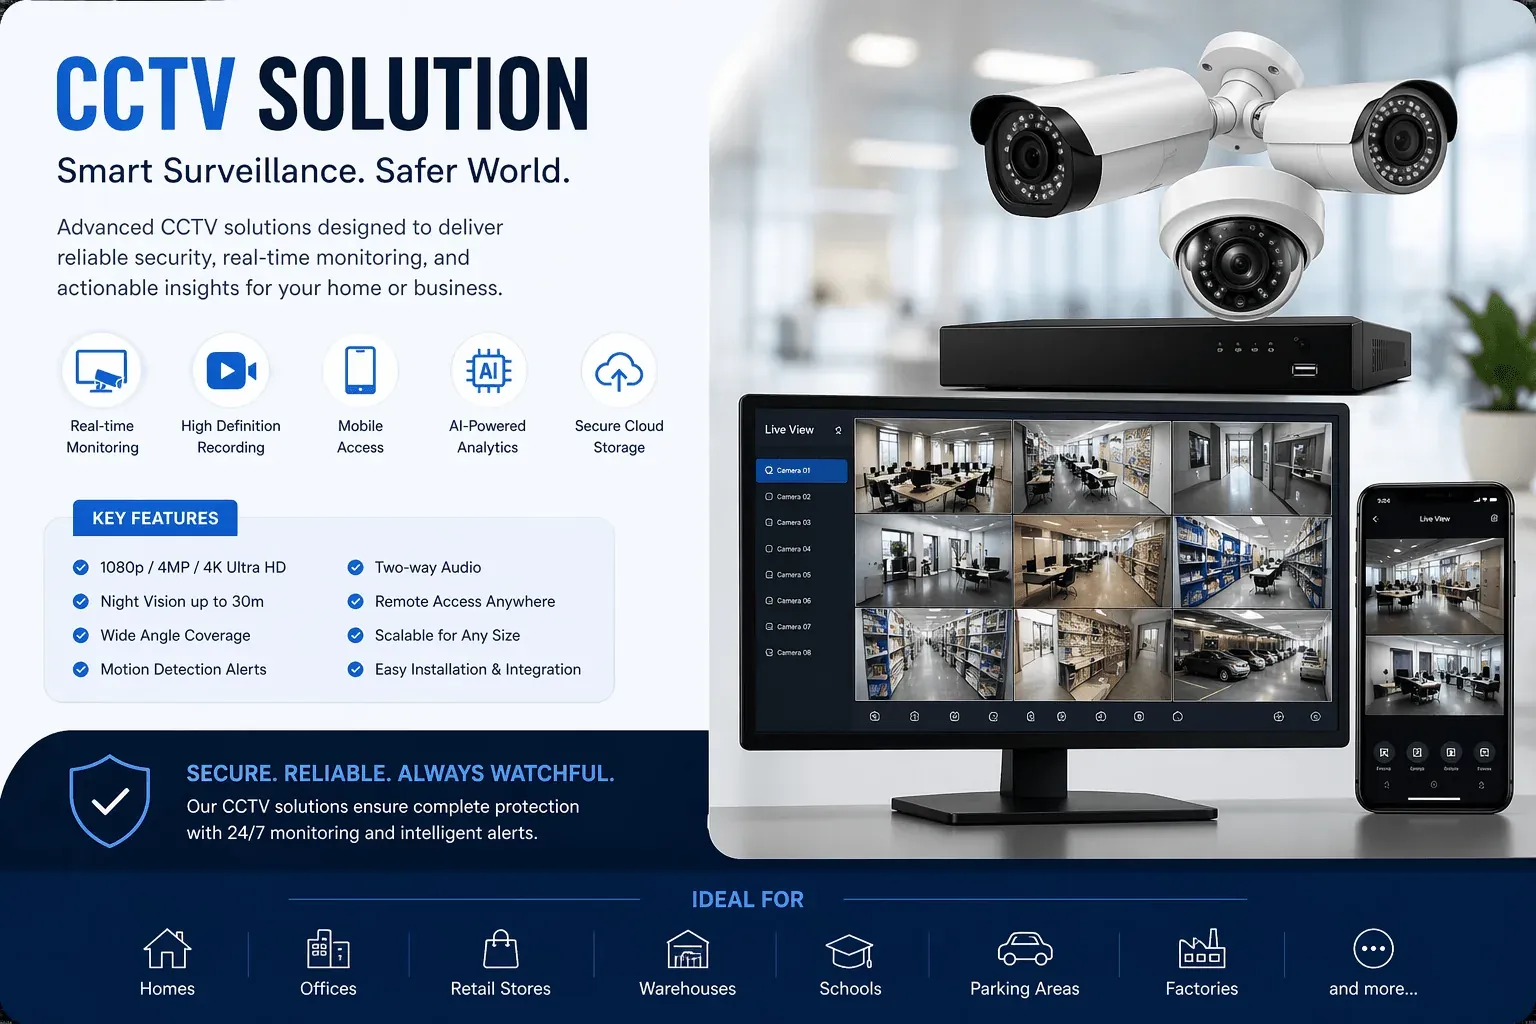 CCTV SOLUTION
Smart Surveillance. Safer World.
Advanced CCTV solutions designed to deliver
reliable security, real-time monitoring, and
actionable insights for your home or business.
Real-time
Monitoring
High Definition
Recording
Mobile
Access
AI
AI-Powered
Analytics
Secure Cloud
Storage
KEY FEATURES
1080p / 4MP / 4K Ultra HD
Night Vision up to 30m
Wide Angle Coverage
Motion Detection Alerts
Two-way Audio
Remote Access Anywhere
Scalable for Any Size
Easy Installation & Integration
SECURE. RELIABLE. ALWAYS WATCHFUL.
Our CCTV solutions ensure complete protection
with 24/7 monitoring and intelligent alerts.
Live View
Camera 01
Camera 02
Camera 03
Camera 04
Camera 05
Camera 06
Camera 07
Camera 08
Live View
IDEAL FOR
Homes
Offices
Retail Stores
Warehouses
Schools
Parking Areas
Factories
and more...